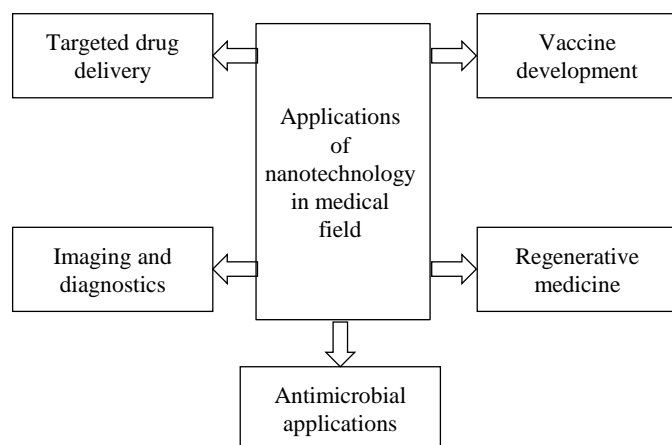 Targeted drug
delivery
Vaccine
development
Applications
of
nanotechnology
in medical
field
Imaging and
diagnostics
Regenerative
medicine
Antimicrobial
applications